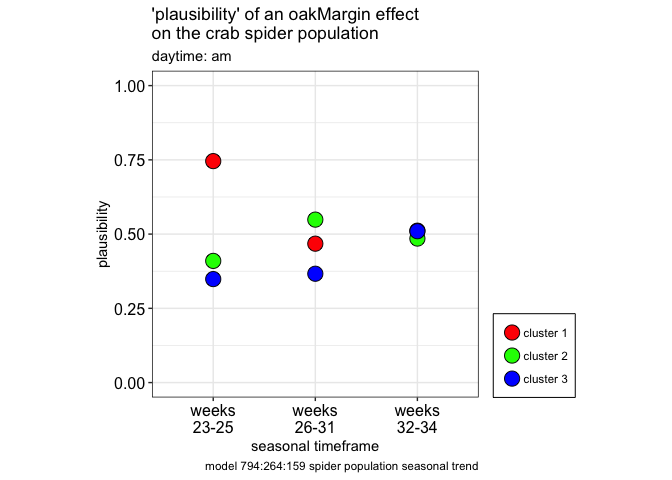 'plausibility' of an oakMargin effect
on the crab spider population
daytime: am
plausibility
1.00
0.75
0.50
0.25
0.00
weeks
23-25
weeks
26-31
weeks
32-34
seasonal timeframe
cluster 1
cluster 2
cluster 3
model 794:264:159 spider population seasonal trend